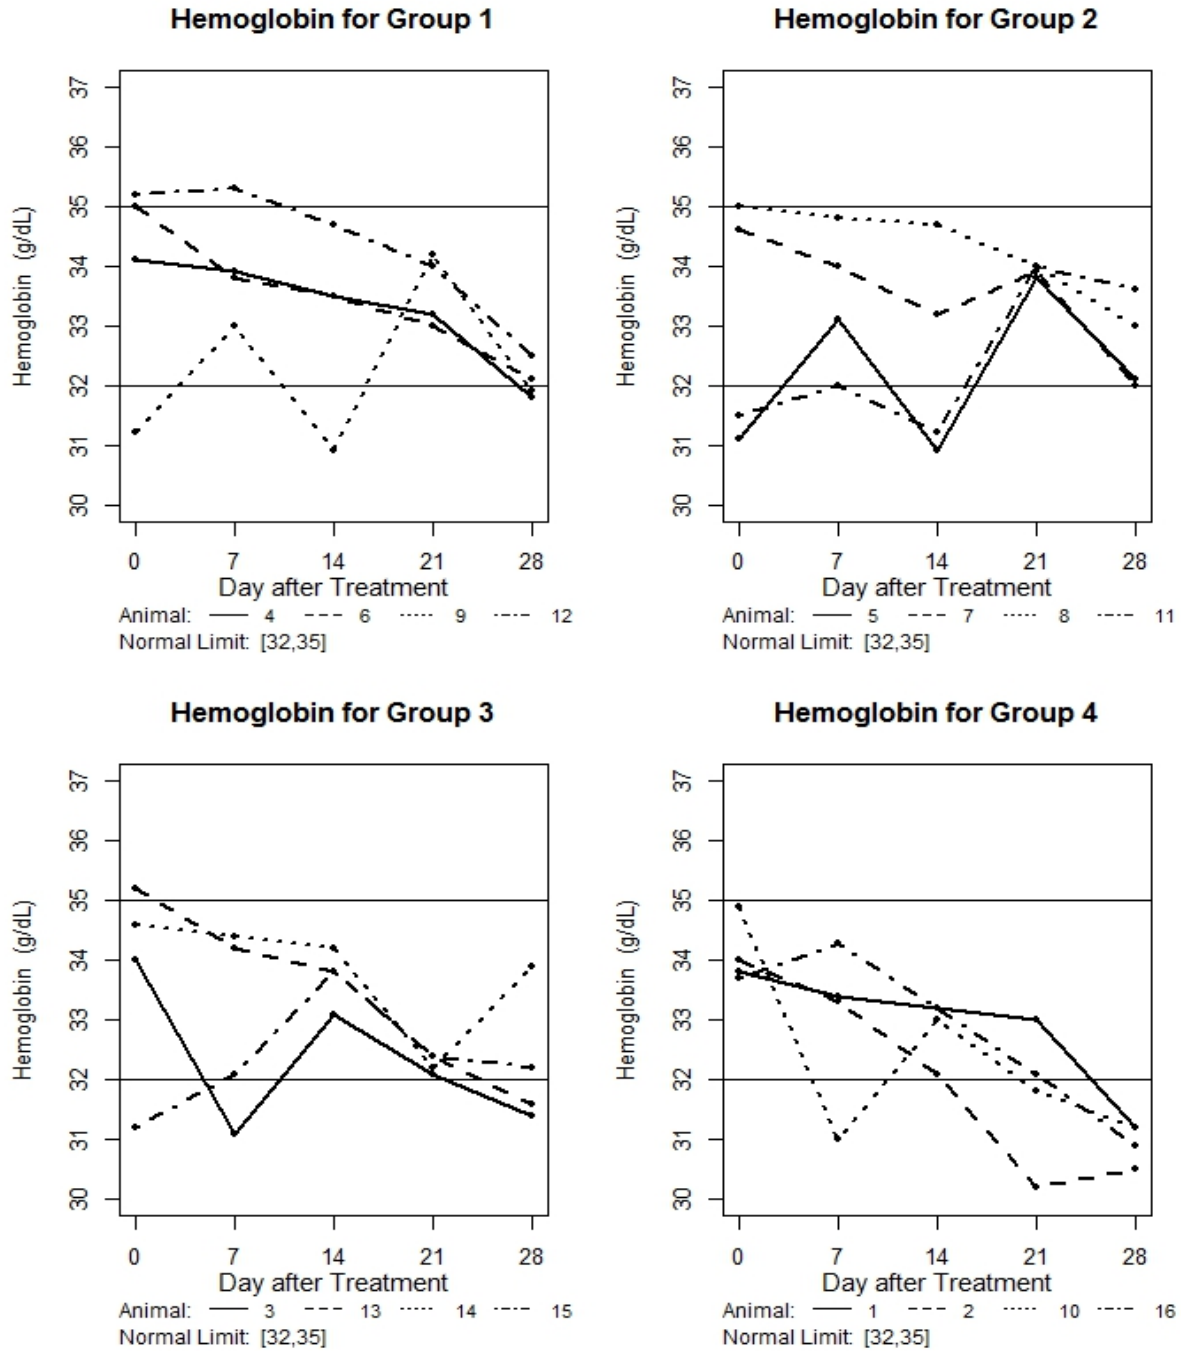 Hemoglobin for Group 1
Hemoglobin (g/dL)
37
36
35
34
33
32
31
30
0 7 14 21 28
Day after Treatment
Animal: 4 6 9 12
Normal Limit: [32,35]
Hemoglobin for Group 2
Hemoglobin (g/dL)
37
36
35
34
33
32
31
30
0 7 14 21 28
Day after Treatment
Animal: 5 7 8 11
Normal Limit: [32,35]
Hemoglobin for Group 3
Hemoglobin (g/dL)
37
36
35
34
33
32
31
30
0 7 14 21 28
Day after Treatment
Animal: 3 13 14 15
Normal Limit: [32,35]
Hemoglobin for Group 4
Hemoglobin (g/dL)
37
36
35
34
33
32
31
30
0 7 14 21 28
Day after Treatment
Animal: 1 2 10 16
Normal Limit: [32,35]